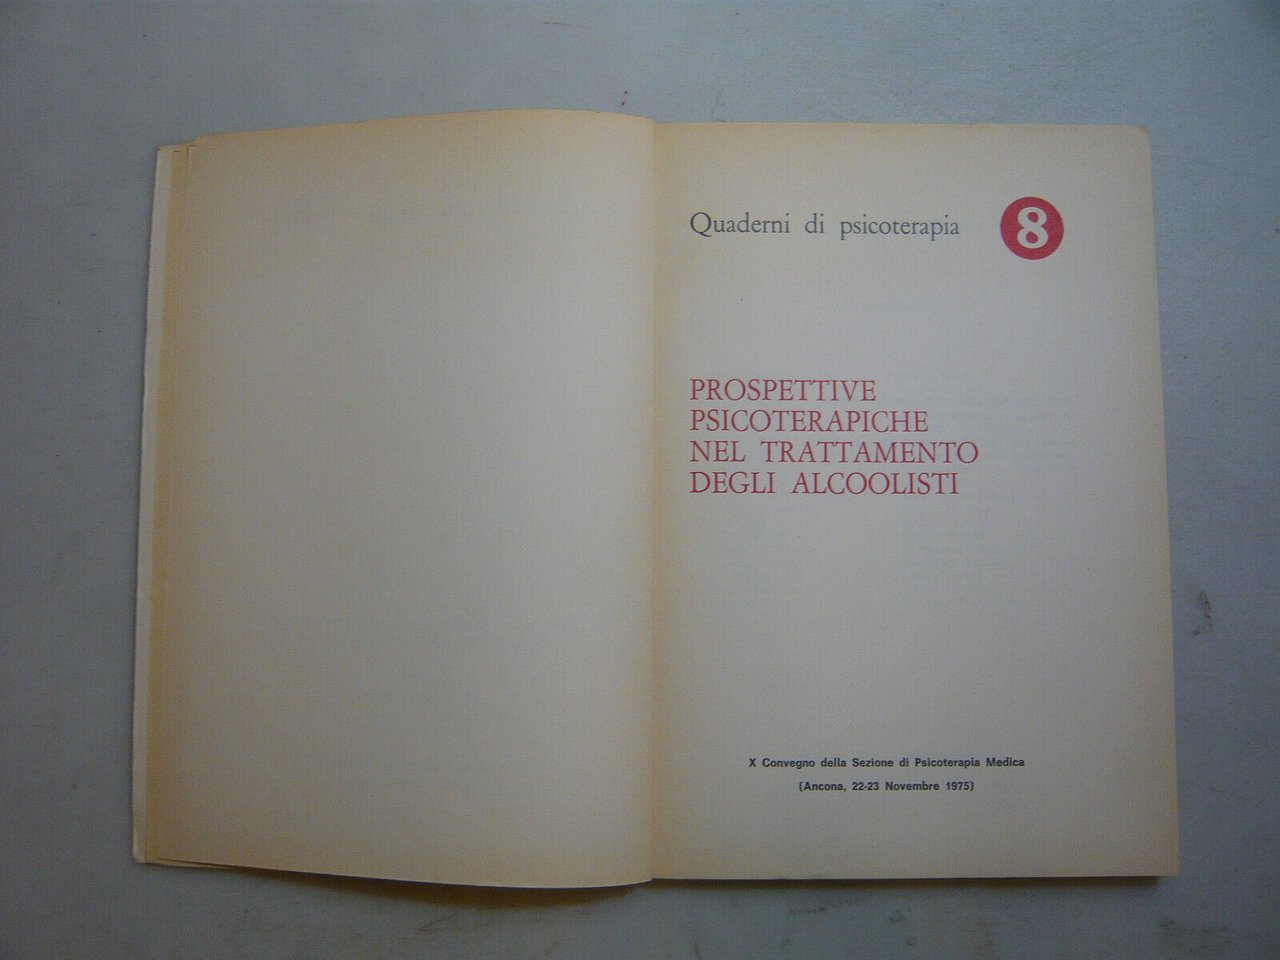 Quaderni di psicoterapia 8
PROSPETTIVE
PSICOTERAPICHE
NEL TRATTAMENTO
DEGLI ALCOOLISTI
X Convegno della Sezione di Psicoterapia Medica
(Ancona, 22-23 Novembre 1975)